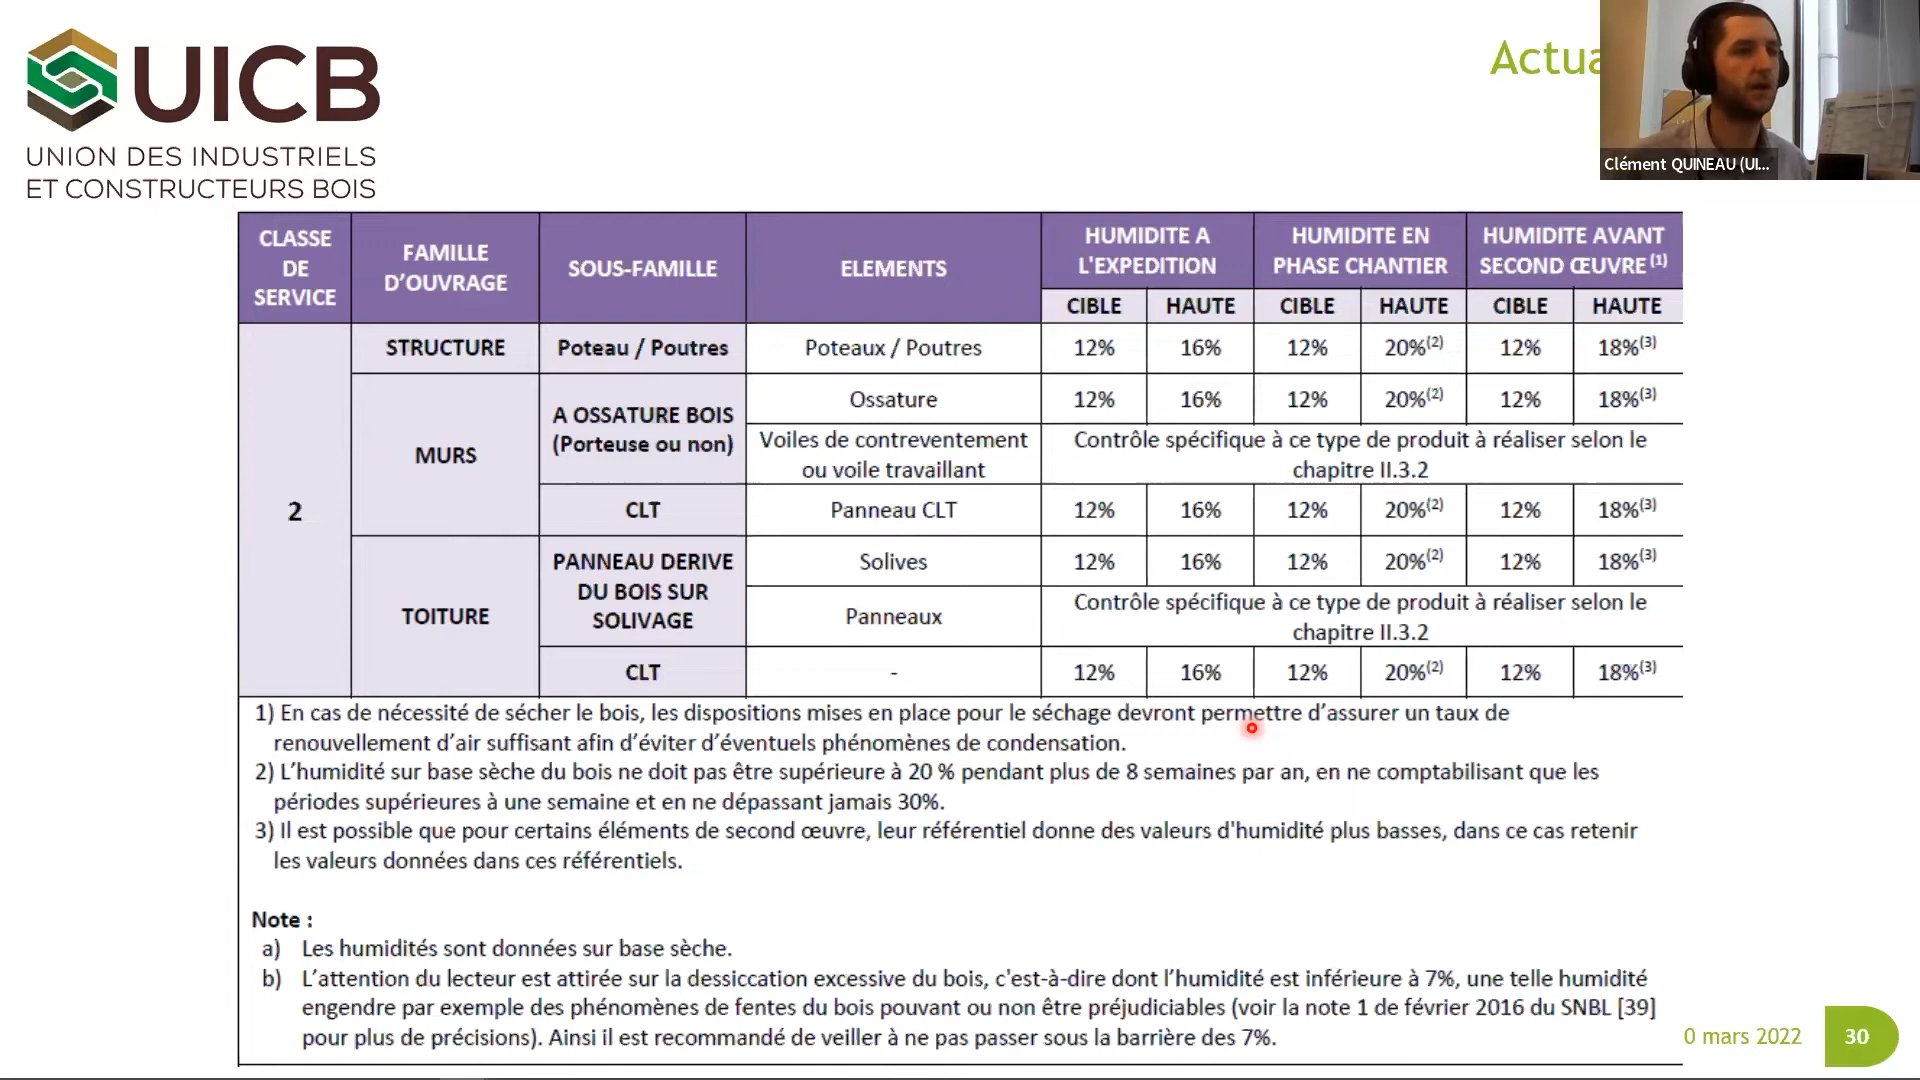 UICB
UNION DES INDUSTRIELS
ET CONSTRUCTEURS BOIS
Clément QUINEAU (UI...
CLASSE DE SERVICE | FAMILLE D'OUVRAGE | SOUS-FAMILLE | ELEMENTS | HUMIDITE A L'EXPEDITION | HUMIDITE EN PHASE CHANTIER | HUMIDITE AVANT SECOND ŒUVRE (1)
CIBLE | HAUTE | CIBLE | HAUTE | CIBLE | HAUTE
2
STRUCTURE | Poteau / Poutres | Poteaux / Poutres | 12% | 16% | 12% | 20%(2) | 12% | 18%(3)
MURS | A OSSATURE BOIS (Porteuse ou non) | Ossature | 12% | 16% | 12% | 20%(2) | 12% | 18%(3)
Voiles de contreventement ou voile travaillant | Contrôle spécifique à ce type de produit à réaliser selon le chapitre II.3.2
CLT | Panneau CLT | 12% | 16% | 12% | 20%(2) | 12% | 18%(3)
TOITURE | PANNEAU DERIVE DU BOIS SUR SOLIVAGE | Solives | 12% | 16% | 12% | 20%(2) | 12% | 18%(3)
Panneaux | Contrôle spécifique à ce type de produit à réaliser selon le chapitre II.3.2
CLT | - | 12% | 16% | 12% | 20%(2) | 12% | 18%(3)
1) En cas de nécessité de sécher le bois, les dispositions mises en place pour le séchage devront permettre d'assurer un taux de
renouvellement d'air suffisant afin d'éviter d'éventuels phénomènes de condensation.
2) L'humidité sur base sèche du bois ne doit pas être supérieure à 20 % pendant plus de 8 semaines par an, en ne comptabilisant que les
périodes supérieures à une semaine et en ne dépassant jamais 30%.
3) Il est possible que pour certains éléments de second œuvre, leur référentiel donne des valeurs d'humidité plus basses, dans ce cas retenir
les valeurs données dans ces référentiels.
Note :
a) Les humidités sont données sur base sèche.
b) L'attention du lecteur est attirée sur la dessiccation excessive du bois, c'est-à-dire dont l'humidité est inférieure à 7%, une telle humidité
engendre par exemple des phénomènes de fentes du bois pouvant ou non être préjudiciables (voir la note 1 de février 2016 du SNBL [39]
pour plus de précisions). Ainsi il est recommandé de veiller à ne pas passer sous la barrière des 7%.
0 mars 2022
30